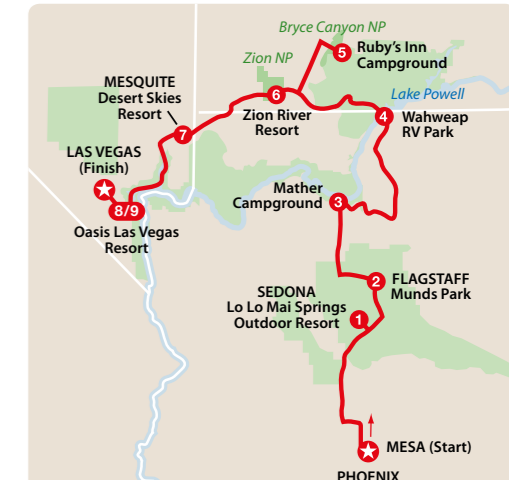 Bryce Canyon NP
5
Ruby's Inn
Campground
Zion NP
MESQUITE
Desert Skies
Resort
6
Zion River
Resort
Lake Powell
4
Wahweap
RV Park
7
LAS VEGAS
(Finish)
8/9
Oasis Las Vegas
Resort
Mather
Campground
3
2
FLAGSTAFF
Munds Park
SEDONA
Lo Lo Mai Springs
Outdoor Resort
1
MESA (Start)
PHOENIX